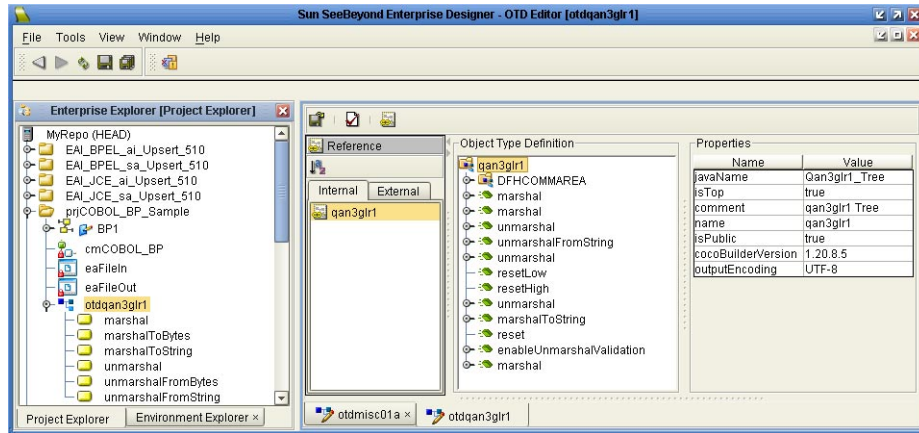 Sun SeeBeyond Enterprise Designer - OTD Editor [otdqan3glr1]
File Tools View Window Help
Enterprise Explorer [Project Explorer]
MyRepo (HEAD)
EAI_BPEL_ai_Upsert_510
EAI_BPEL_sa_Upsert_510
EAI_JCE_ai_Upsert_510
EAI_JCE_sa_Upsert_510
prjCOBOL_BP_Sample
BP1
cmCOBOL_BP
eaFileIn
eaFileOut
otdqan3glr1
marshal
marshalToBytes
marshalToString
unmarshal
unmarshalFromBytes
unmarshalFromString
Project Explorer Environment Explorer ×
Reference
Internal External
qan3glr1
Object Type Definition
qan3glr1
DFHCOMMAREA
marshal
marshal
unmarshal
unmarshalFromString
unmarshal
resetLow
resetHigh
unmarshal
marshalToString
reset
enableUnmarshalValidation
marshal
Properties
Name Value
javaName Qan3glr1_Tree
isTop true
comment qan3glr1 Tree
name qan3glr1
isPublic true
cocoBuilderVersion 1.20.8.5
outputEncoding UTF-8
otdmisc01a × otdqan3glr1